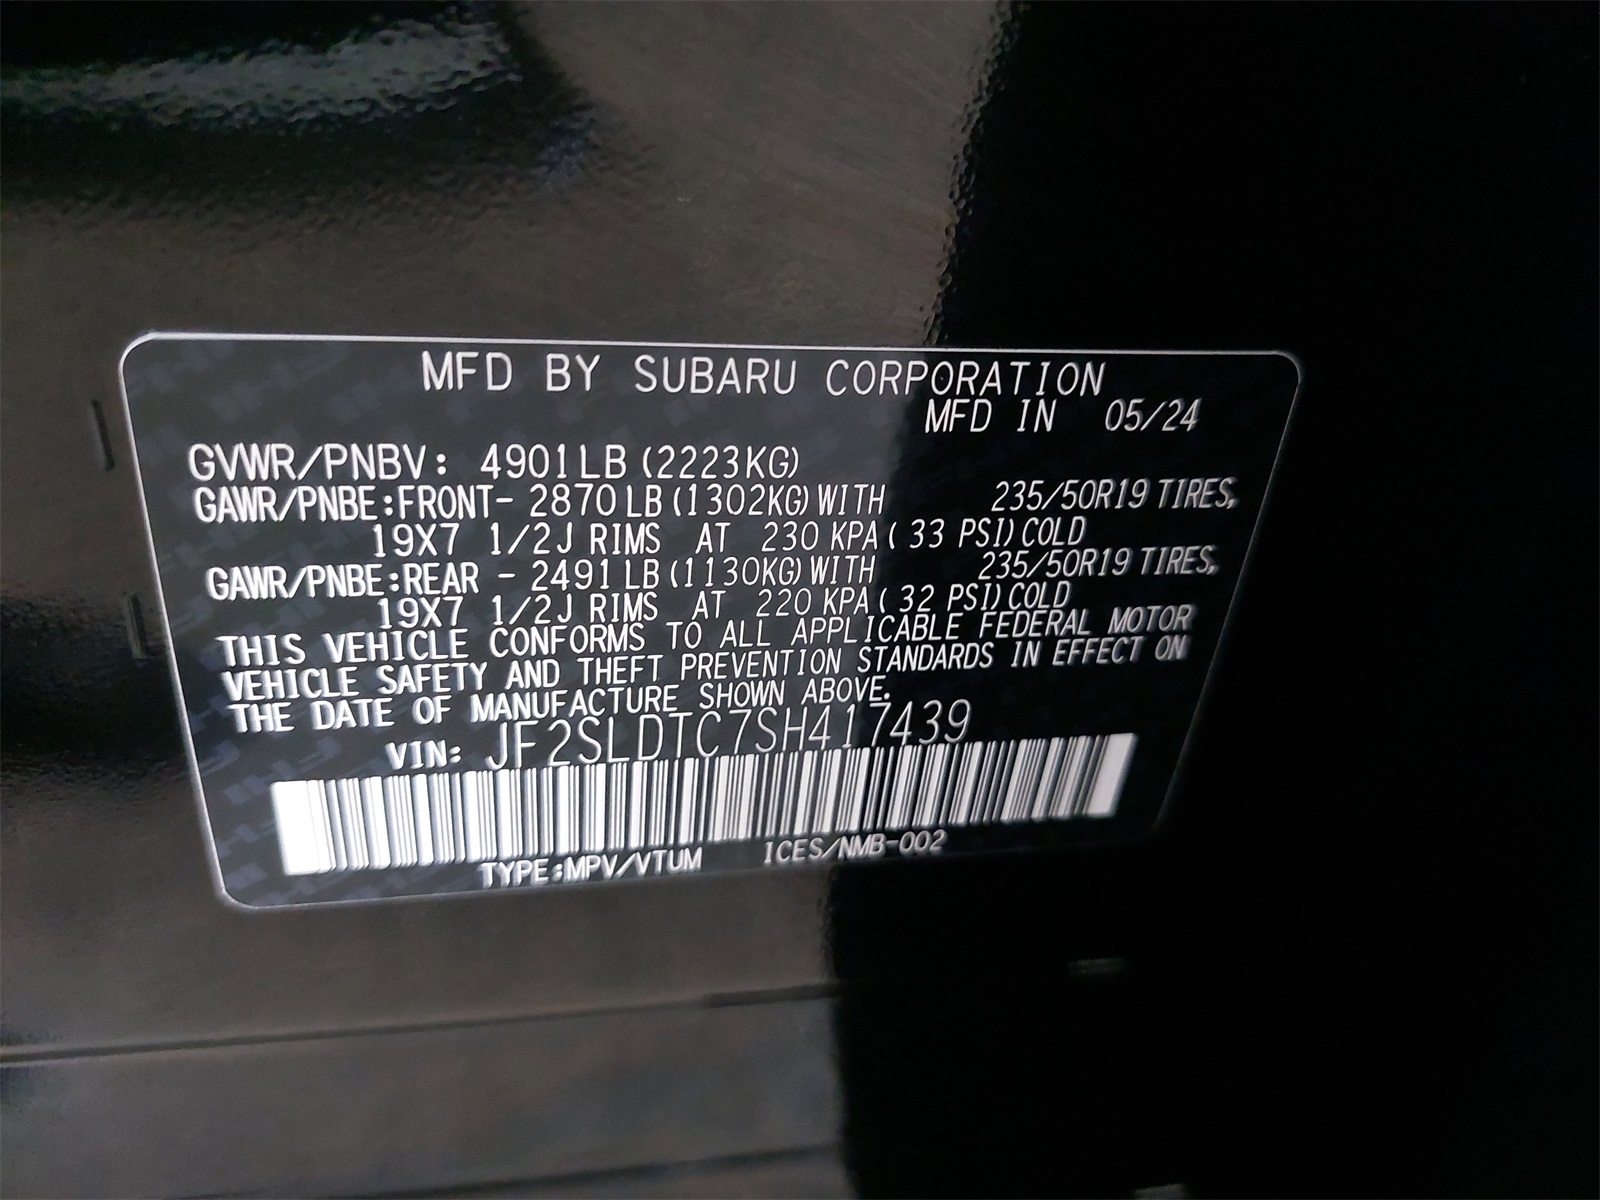 MFD BY SUBARU CORPORATION
MFD IN 05/24
GVWR/PNBV: 4901LB (2223KG)
GAWR/PNBE:FRONT- 2870LB(1302KG)WITH 235/50R19 TIRES,
19X7 1/2J RIMS AT 230 KPA( 33 PSI)COLD
GAWR/PNBE:REAR - 2491LB(1130KG)WITH 235/50R19 TIRES,
19X7 1/2J RIMS AT 220 KPA( 32 PSI)COLD
THIS VEHICLE CONFORMS TO ALL APPLICABLE FEDERAL MOTOR
VEHICLE SAFETY AND THEFT PREVENTION STANDARDS IN EFFECT ON
THE DATE OF MANUFACTURE SHOWN ABOVE.
VIN: JF2SLDTC7SH417439
TYPE:MPV/VTUM ICES/NMB-002